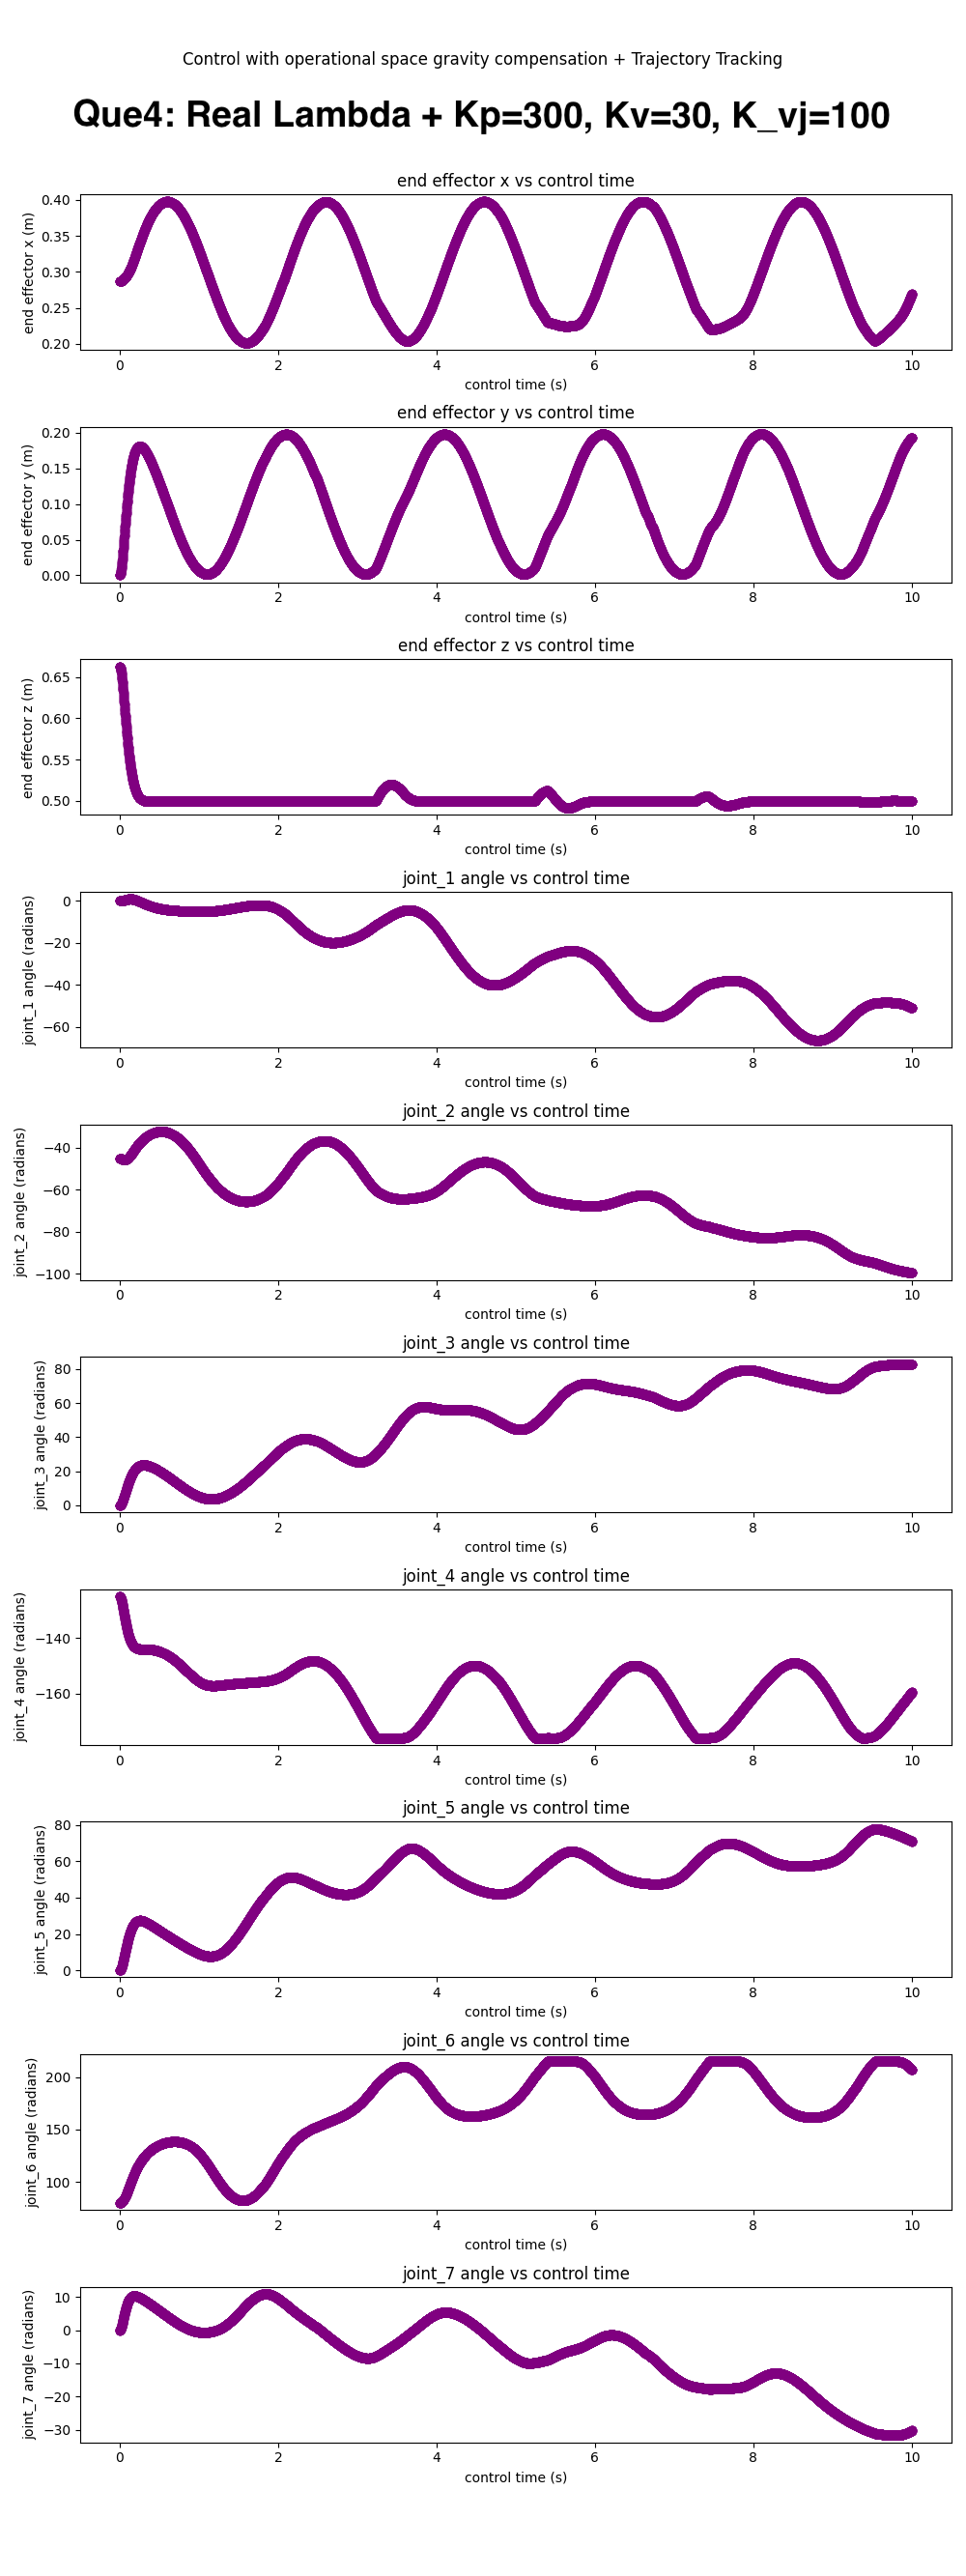 Control with operational space gravity compensation + Trajectory Tracking
Que4: Real Lambda + Kp=300, Kv=30, K_vj=100
end effector x vs control time
0.40
0.35
0.30
0.25
0.20
end effector x (m)
0 2 4 6 8 10
control time (s)
end effector y vs control time
0.20
0.15
0.10
0.05
0.00
end effector y (m)
0 2 4 6 8 10
control time (s)
end effector z vs control time
0.65
0.60
0.55
0.50
end effector z (m)
0 2 4 6 8 10
control time (s)
joint_1 angle vs control time
0
−20
−40
−60
joint_1 angle (radians)
0 2 4 6 8 10
control time (s)
joint_2 angle vs control time
−40
−60
−80
−100
joint_2 angle (radians)
0 2 4 6 8 10
control time (s)
joint_3 angle vs control time
80
60
40
20
0
joint_3 angle (radians)
0 2 4 6 8 10
control time (s)
joint_4 angle vs control time
−140
−160
joint_4 angle (radians)
0 2 4 6 8 10
control time (s)
joint_5 angle vs control time
80
60
40
20
0
joint_5 angle (radians)
0 2 4 6 8 10
control time (s)
joint_6 angle vs control time
200
150
100
joint_6 angle (radians)
0 2 4 6 8 10
control time (s)
joint_7 angle vs control time
10
0
−10
−20
−30
joint_7 angle (radians)
0 2 4 6 8 10
control time (s)